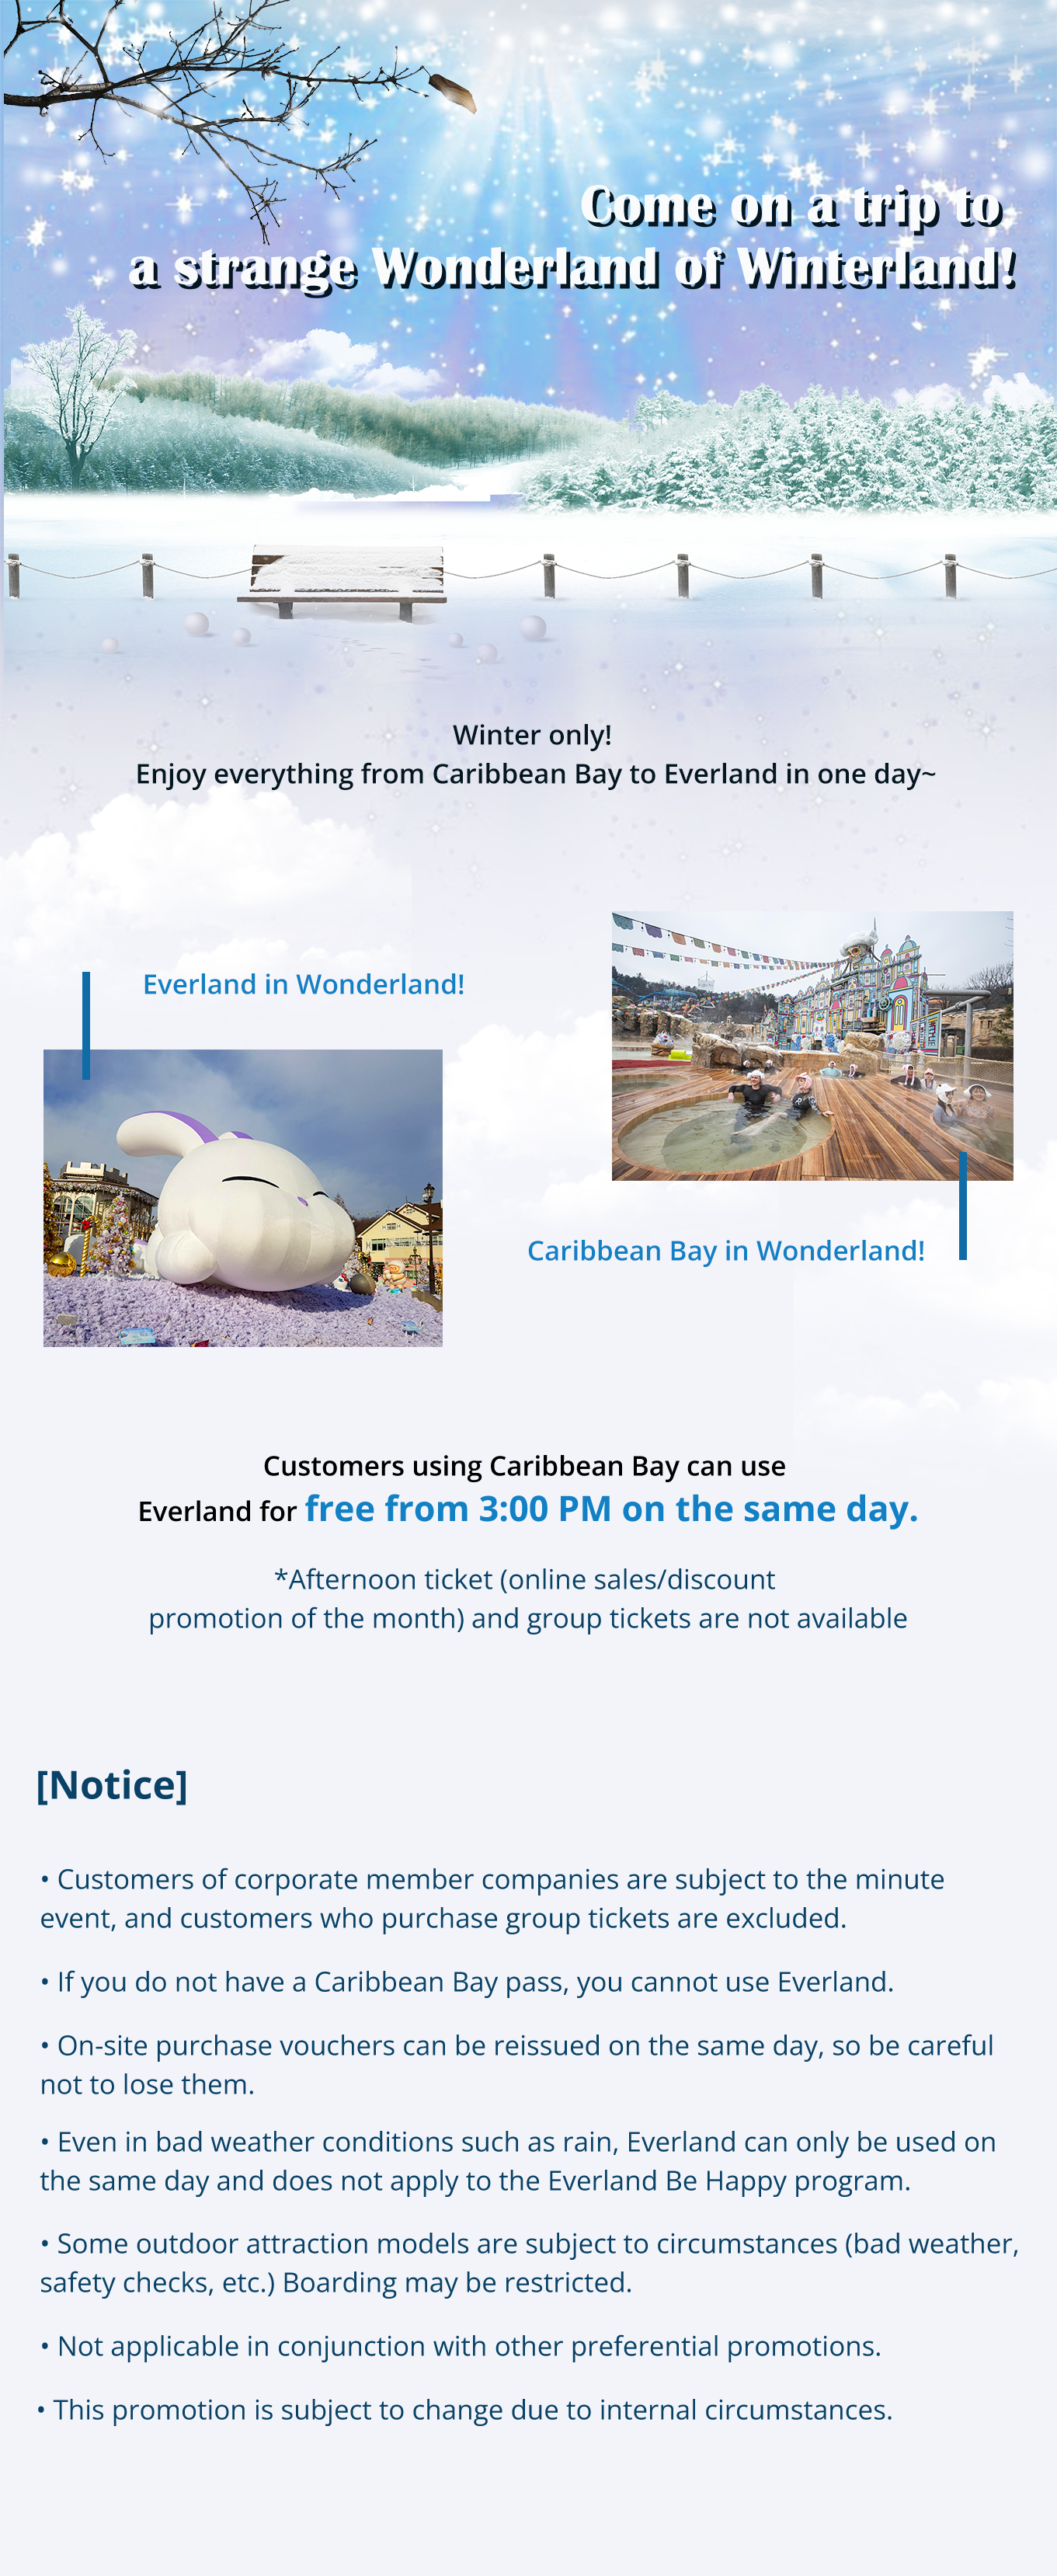 Come on a trip to
a strange Wonderland of Winterland!
Winter only!
Enjoy everything from Caribbean Bay to Everland in one day~
Everland in Wonderland!
Caribbean Bay in Wonderland!
Customers using Caribbean Bay can use
Everland for free from 3:00 PM on the same day.
*Afternoon ticket (online sales/discount
promotion of the month) and group tickets are not available
[Notice]
• Customers of corporate member companies are subject to the minute
event, and customers who purchase group tickets are excluded.
• If you do not have a Caribbean Bay pass, you cannot use Everland.
• On-site purchase vouchers can be reissued on the same day, so be careful
not to lose them.
• Even in bad weather conditions such as rain, Everland can only be used on
the same day and does not apply to the Everland Be Happy program.
• Some outdoor attraction models are subject to circumstances (bad weather,
safety checks, etc.) Boarding may be restricted.
• Not applicable in conjunction with other preferential promotions.
• This promotion is subject to change due to internal circumstances.